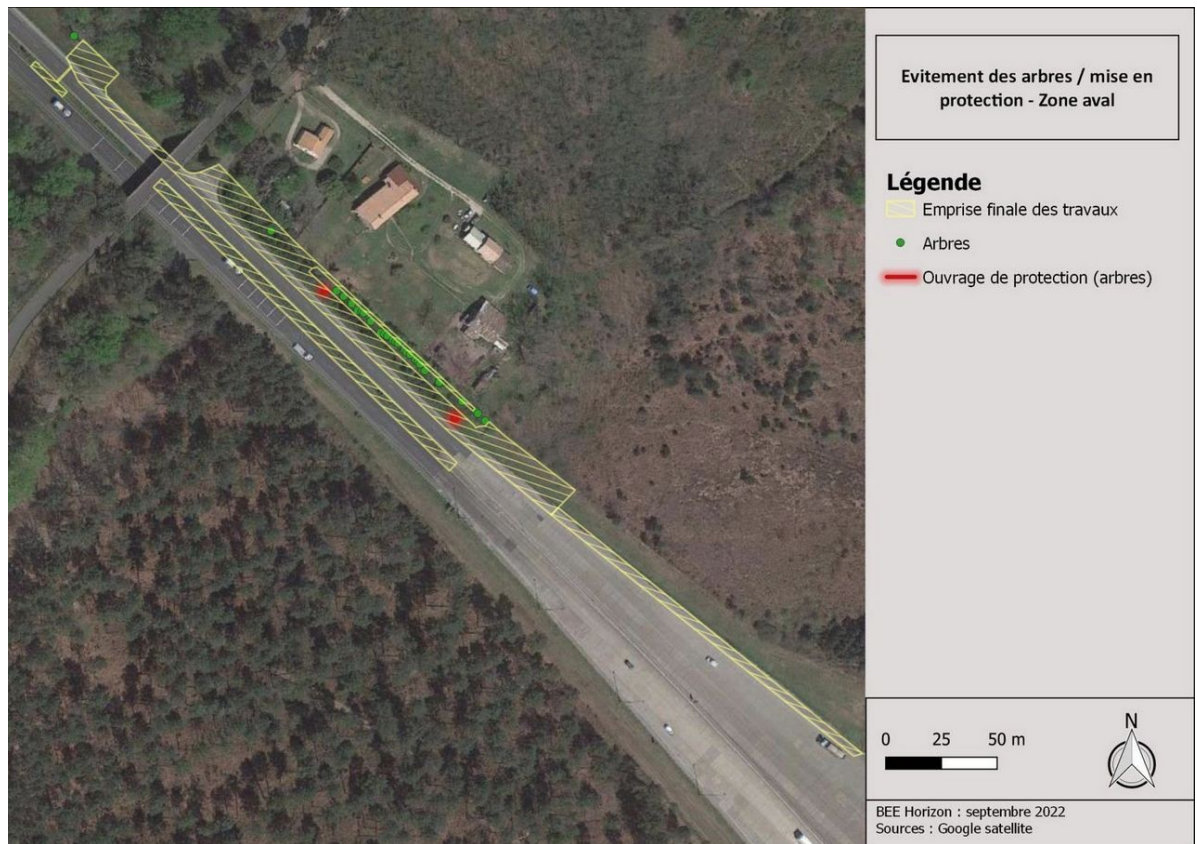 Evitement des arbres / mise en
protection - Zone aval
Légende
Emprise finale des travaux
Arbres
Ouvrage de protection (arbres)
N
0 25 50 m
BEE Horizon : septembre 2022
Sources : Google satellite